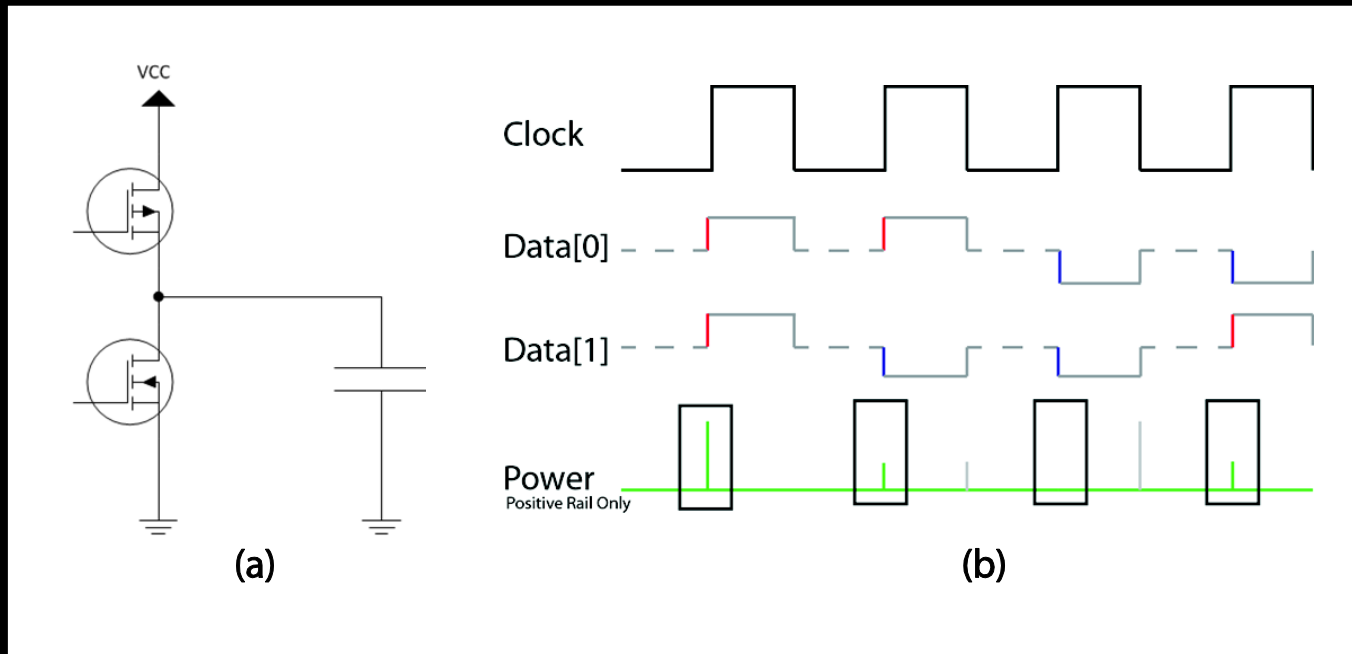 VCC
Clock
Data[0]
Data[1]
Power
Positive Rail Only
(a)
(b)